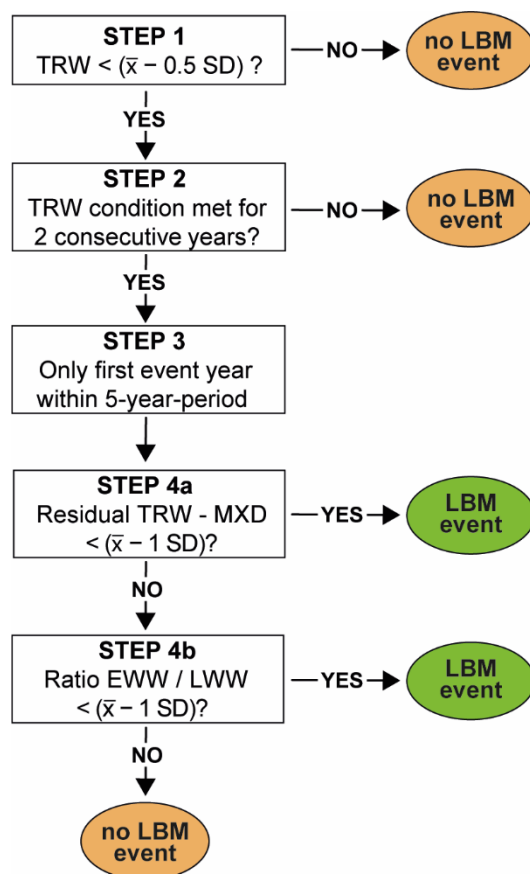 STEP 1
TRW < (x̅ − 0.5 SD) ?
NO
no LBM
event
YES
STEP 2
TRW condition met for
2 consecutive years?
NO
no LBM
event
YES
STEP 3
Only first event year
within 5-year-period
STEP 4a
Residual TRW - MXD
< (x̅ − 1 SD)?
YES
LBM
event
NO
STEP 4b
Ratio EWW / LWW
< (x̅ − 1 SD)?
YES
LBM
event
NO
no LBM
event